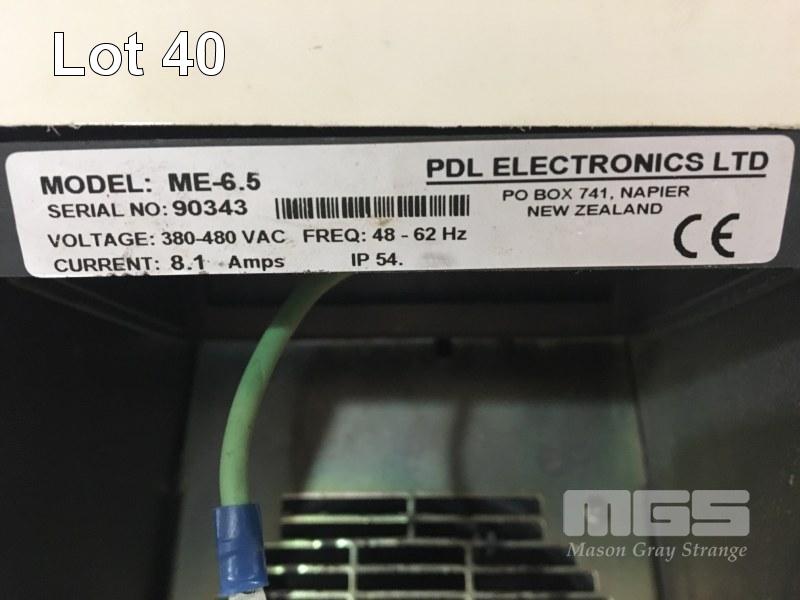 Lot 40
MODEL: ME-6.5
SERIAL NO: 90343
VOLTAGE: 380-480 VAC FREQ: 48 - 62 Hz
CURRENT: 8.1 Amps IP 54.
PDL ELECTRONICS LTD
PO BOX 741, NAPIER
NEW ZEALAND
CE
MGS
Mason Gray Strange